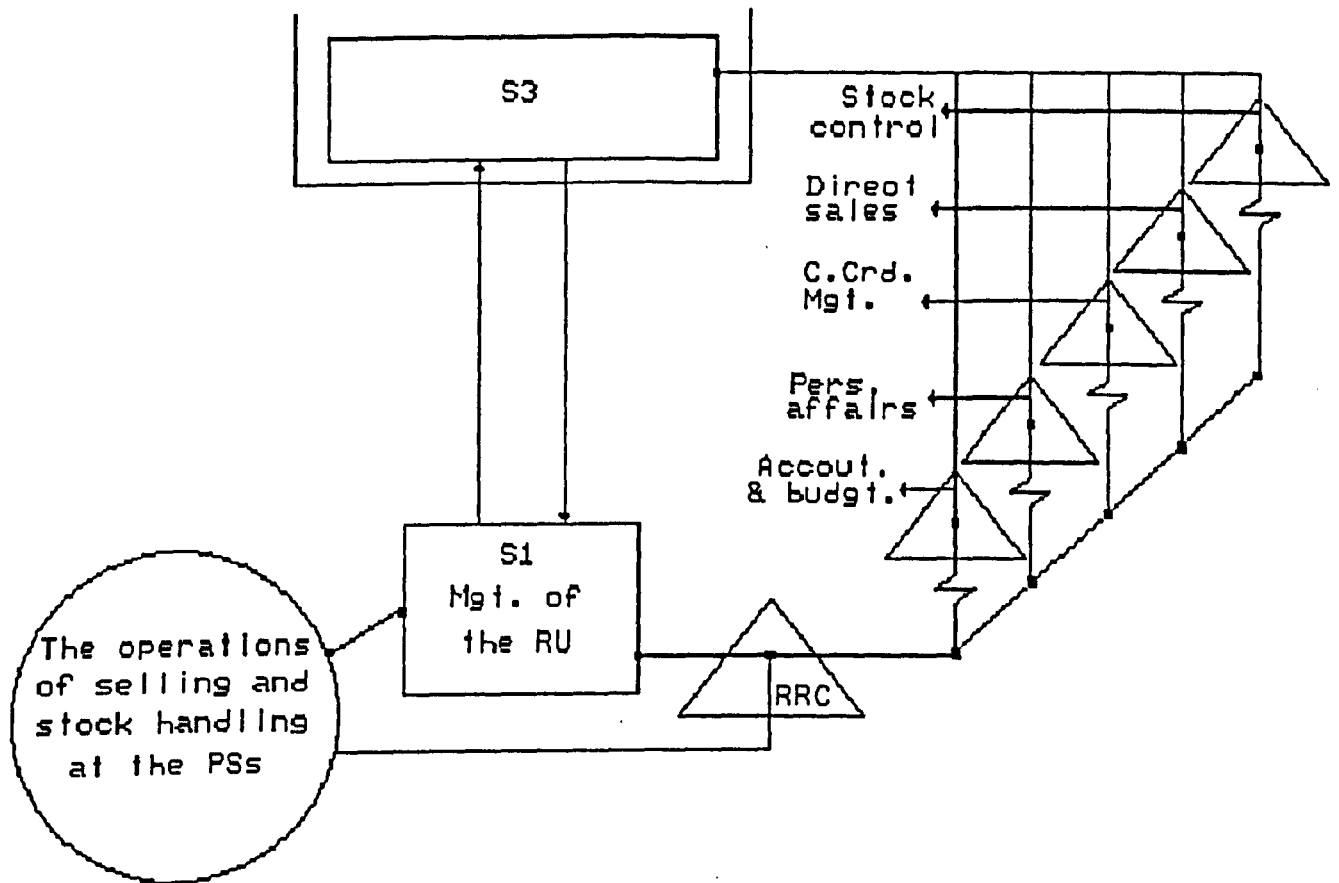 S3
Stock
control
Direct
sales
C.Crd.
Mgt.
Pers.
affairs
Accout.
& budgt.
S1
Mgt. of
the RU
The operations
of selling and
stock handling
at the PSs
RRC